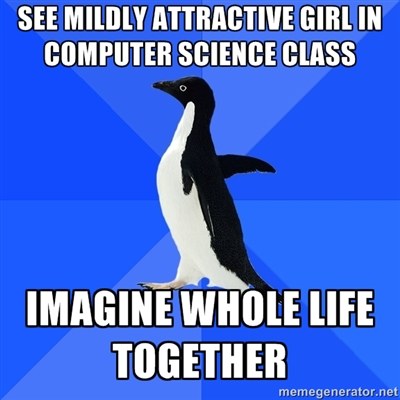 SEE MILDLY ATTRACTIVE GIRL IN
COMPUTER SCIENCE CLASS
IMAGINE WHOLE LIFE
TOGETHER
memegenerator.net